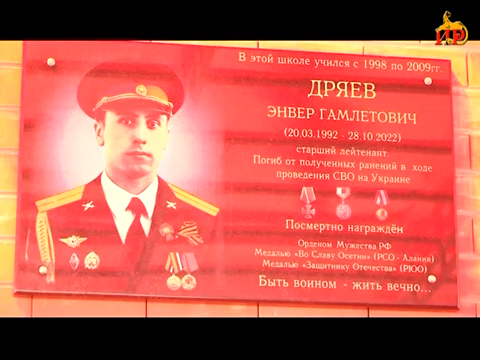 ИР
В этой школе учился с 1998 по 2009гг.
ДРЯЕВ
ЭНВЕР ГАМЛЕТОВИЧ
(20.03.1992 - 28.10.2022)
старший лейтенант.
Погиб от полученных ранений в ходе
проведения СВО на Украине
Посмертно награждён
Орденом Мужества РФ
Медалью «Во Славу Осетии» (РСО - Алания)
Медалью «Защитнику Отечества» (РЮО)
Быть воином - жить вечно...